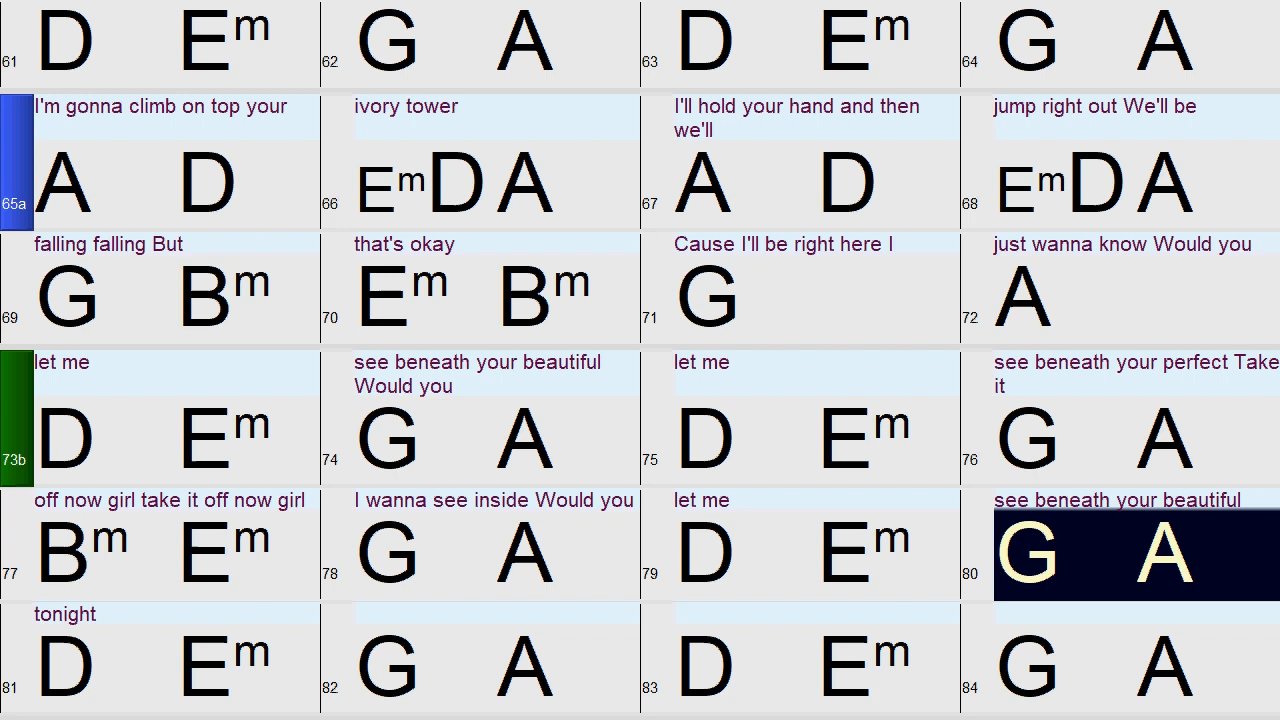 61 D Em 62 G A 63 D Em 64 G A
I'm gonna climb on top your ivory tower I'll hold your hand and then jump right out We'll be
we'll
65a A D 66 Em D A 67 A D 68 Em D A
falling falling But that's okay Cause I'll be right here I just wanna know Would you
69 G Bm 70 Em Bm 71 G 72 A
let me see beneath your beautiful let me see beneath your perfect Take
Would you it
73b D Em 74 G A 75 D Em 76 G A
off now girl take it off now girl I wanna see inside Would you let me see beneath your beautiful
77 Bm Em 78 G A 79 D Em 80 G A
tonight
81 D Em 82 G A 83 D Em 84 G A